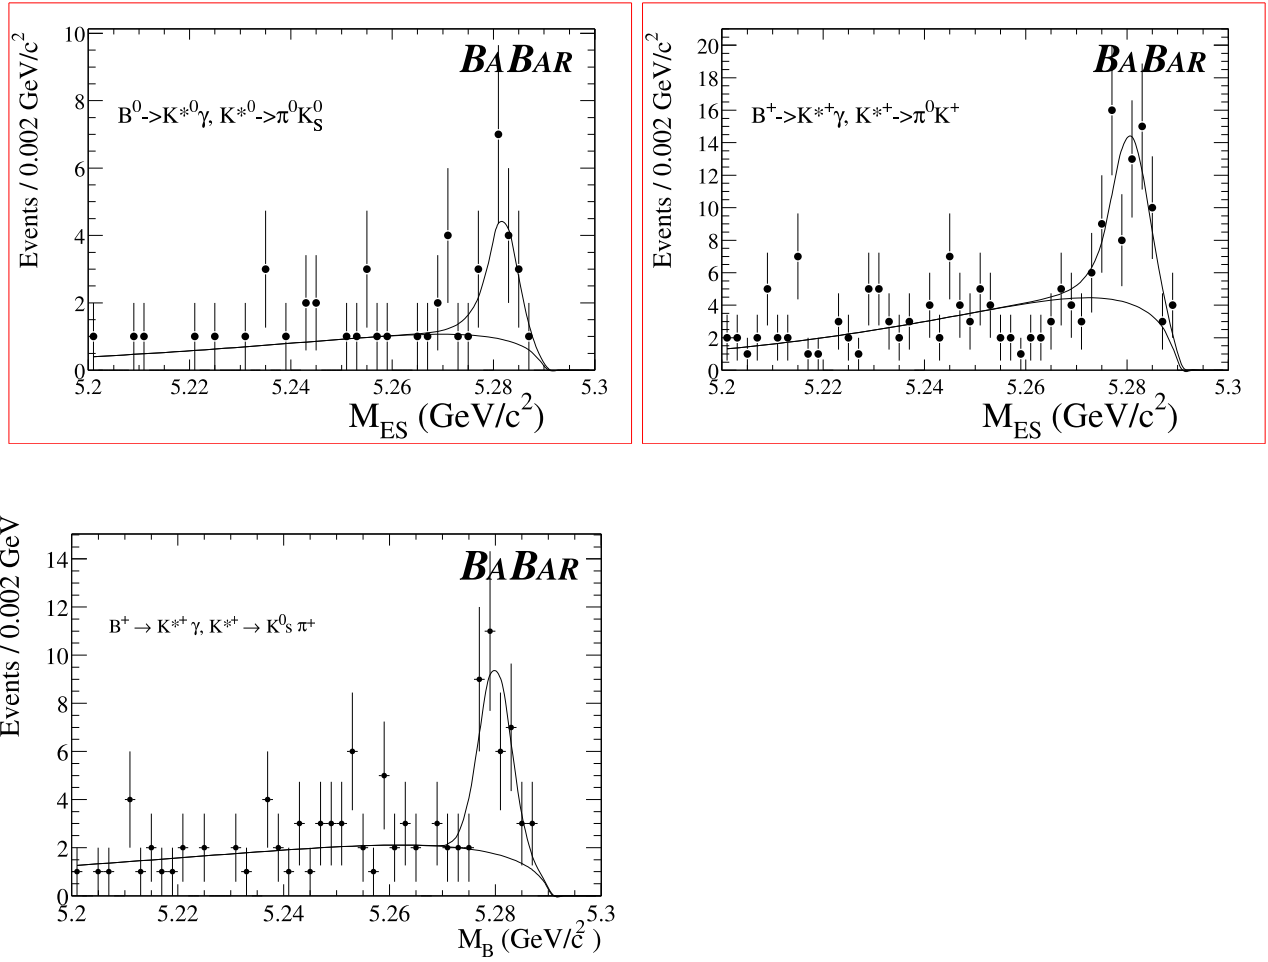 Events / 0.002 GeV/c²
10
8
6
4
2
0
BABAR
B⁰->K*⁰γ, K*⁰->π⁰K⁰S
5.2 5.22 5.24 5.26 5.28 5.3
M_ES (GeV/c²)
Events / 0.002 GeV/c²
20
18
16
14
12
10
8
6
4
2
0
BABAR
B⁺->K*⁺γ, K*⁺->π⁰K⁺
5.2 5.22 5.24 5.26 5.28 5.3
M_ES (GeV/c²)
Events / 0.002 GeV
14
12
10
8
6
4
2
0
BABAR
B⁺ → K*⁺ γ, K*⁺ → K⁰s π⁺
5.2 5.22 5.24 5.26 5.28 5.3
M_B (GeV/c²)